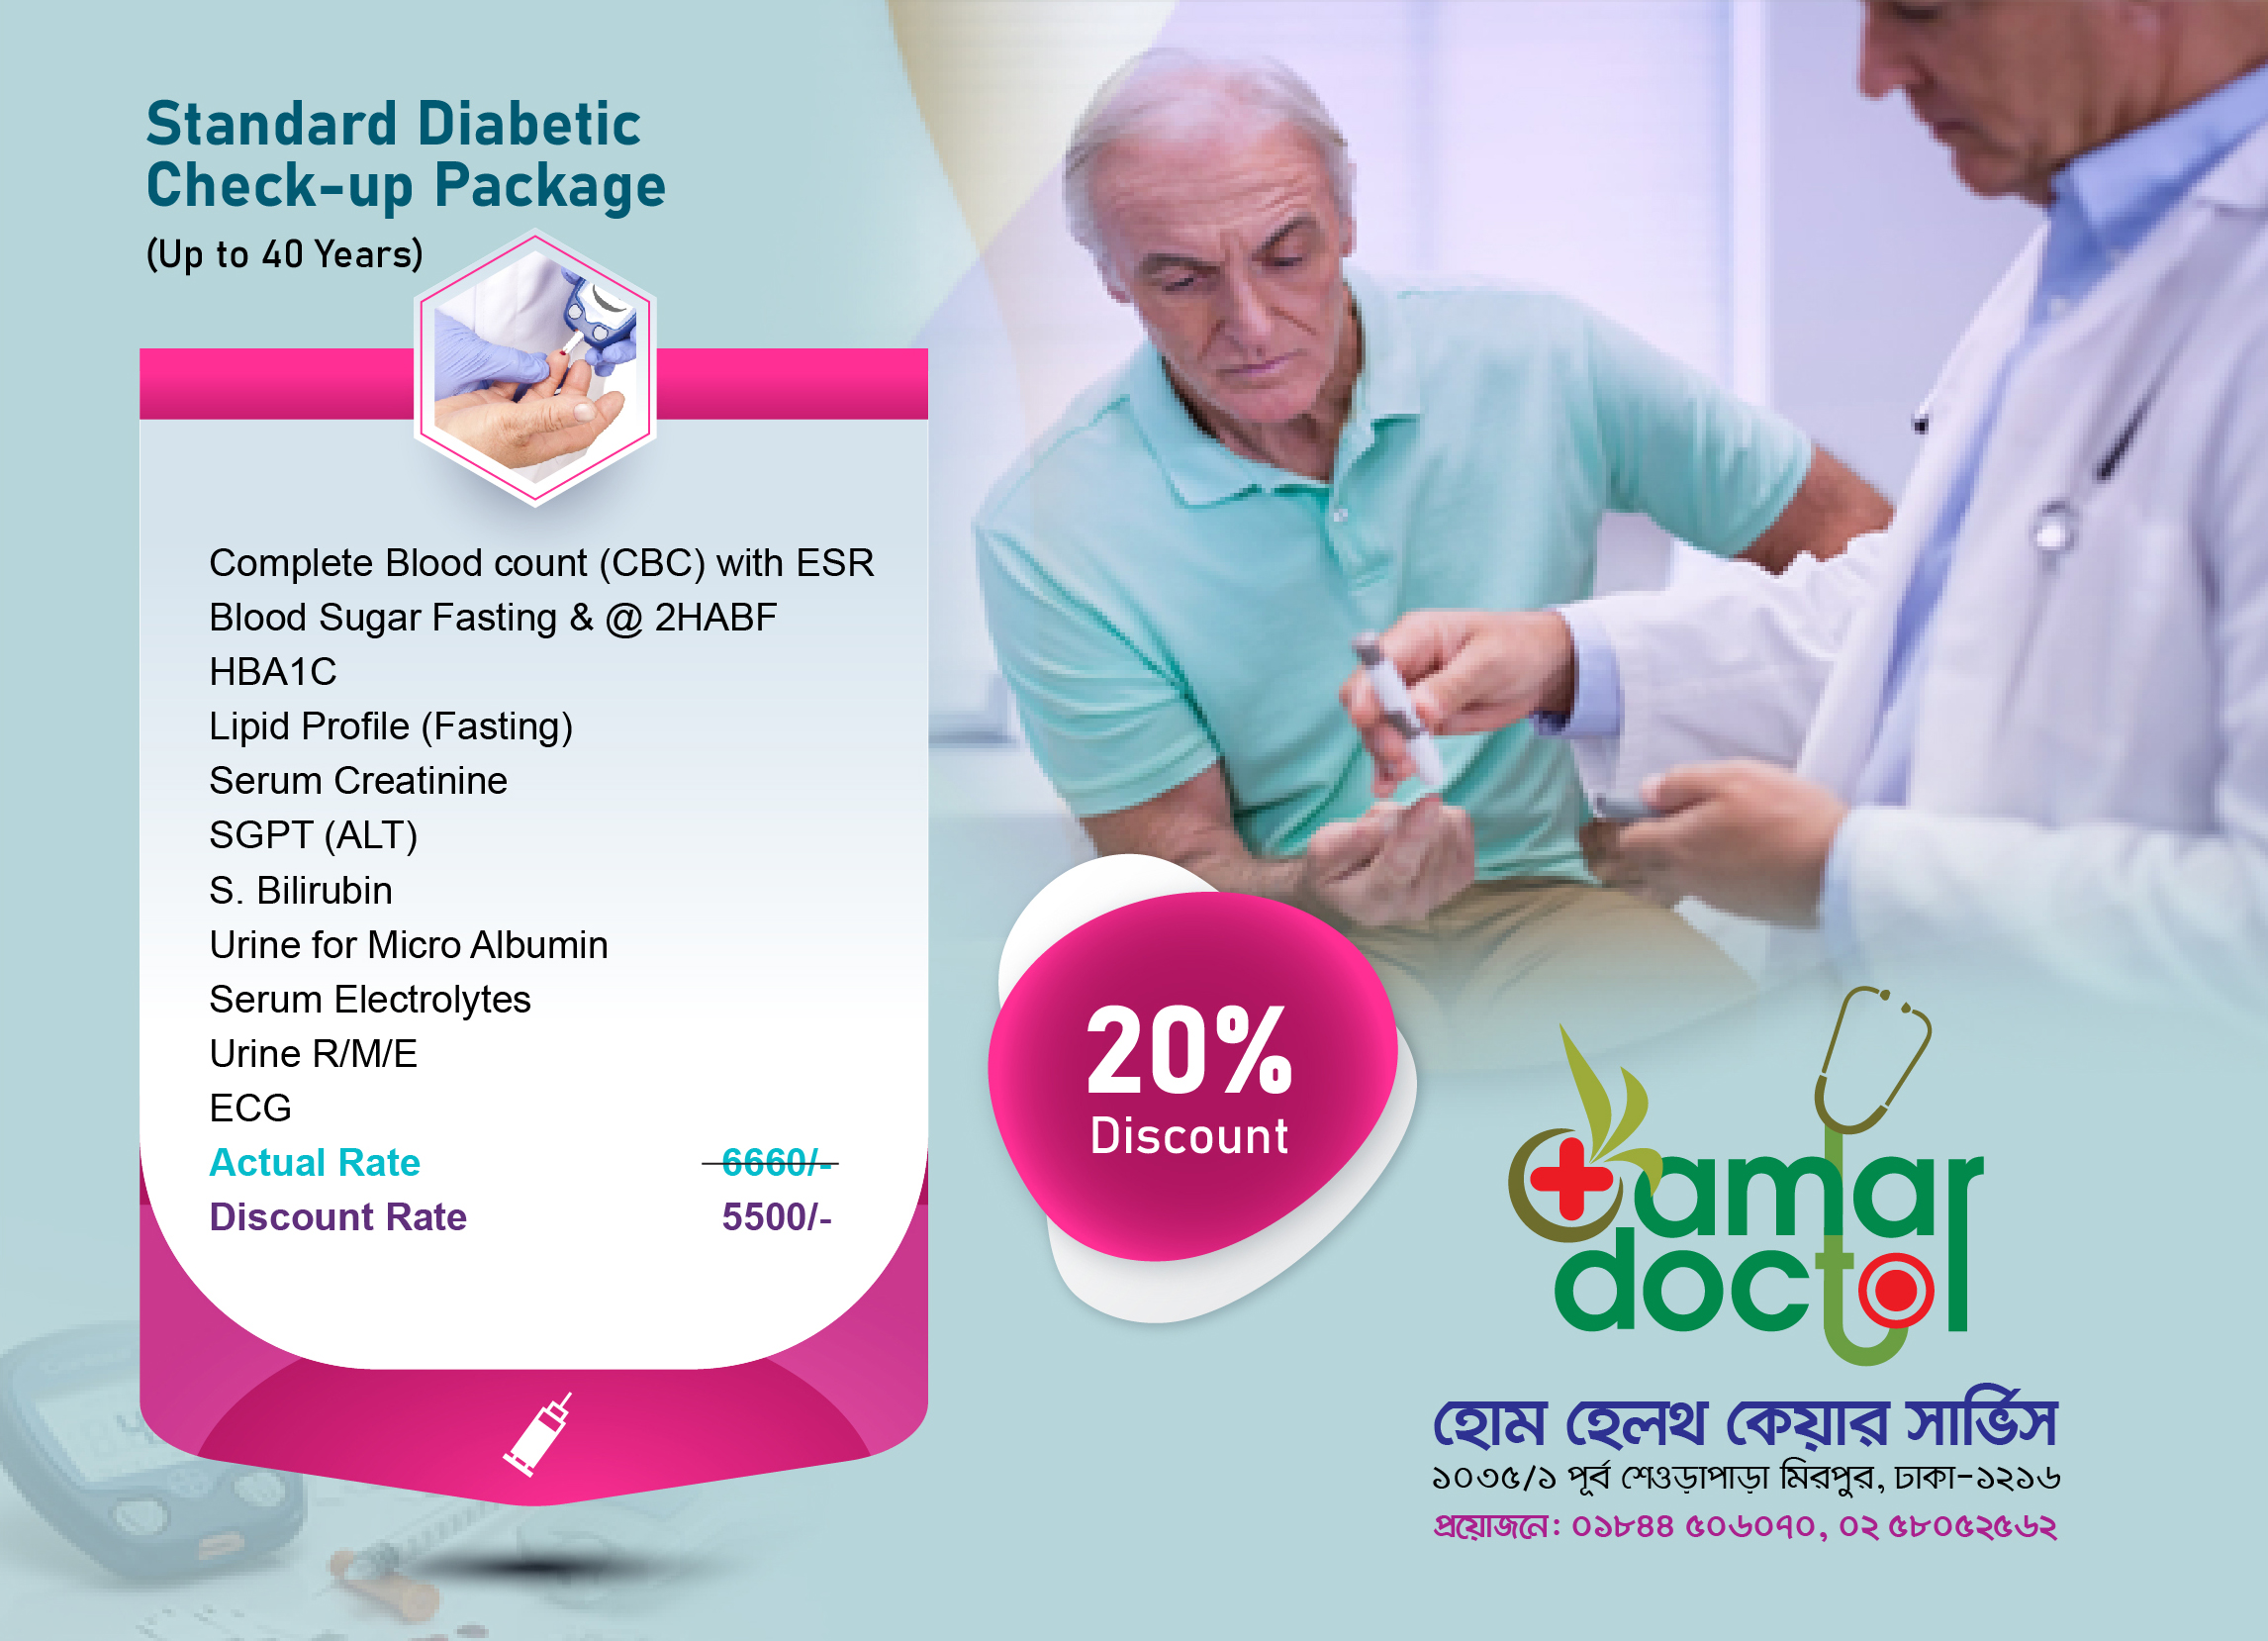 Standard Diabetic
Check-up Package
(Up to 40 Years)
Complete Blood count (CBC) with ESR
Blood Sugar Fasting & @ 2HABF
HBA1C
Lipid Profile (Fasting)
Serum Creatinine
SGPT (ALT)
S. Bilirubin
Urine for Micro Albumin
Serum Electrolytes
Urine R/M/E
ECG
Actual Rate 6660/-
Discount Rate 5500/-
20%
Discount
amar
doctor
হোম হেলথ কেয়ার সার্ভিস
১০৩৫/১ পূর্ব শেওড়াপাড়া মিরপুর, ঢাকা-১২১৬
প্রয়োজনে: ০১৮৪৪ ৫০৬০৭০, ০২ ৫৮০৫২৫৬২